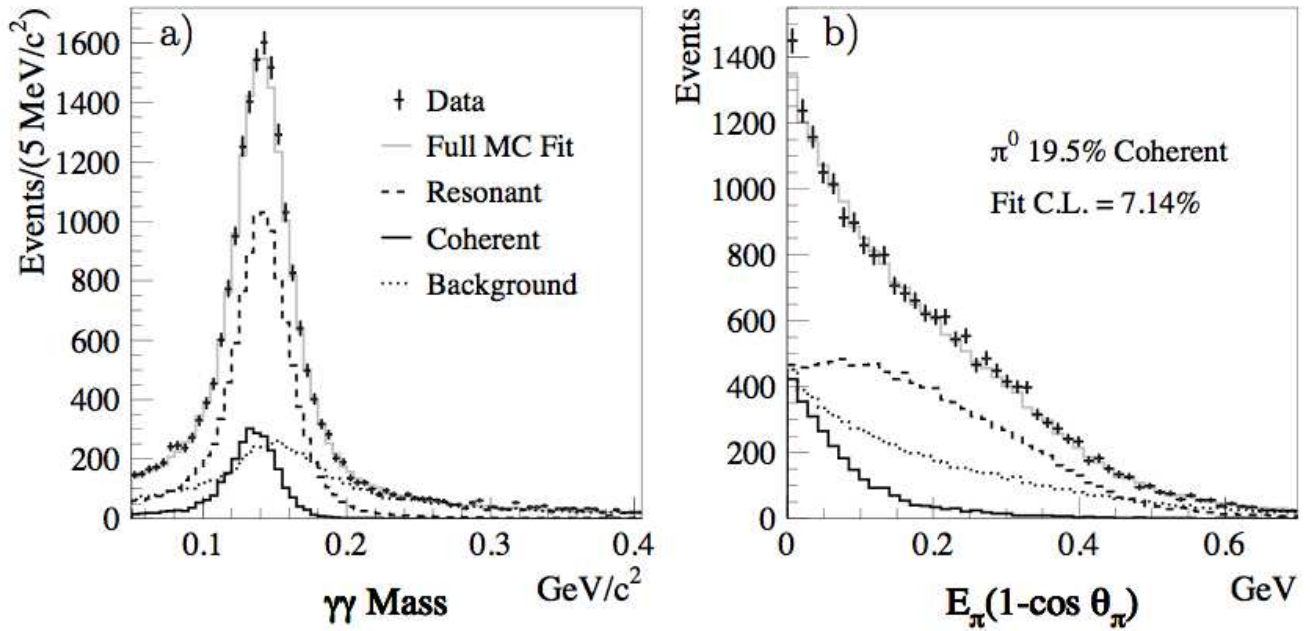 a)
Events/(5 MeV/c²)
1600
1400
1200
1000
800
600
400
200
0
Data
Full MC Fit
Resonant
Coherent
Background
0.1
0.2
0.3
0.4
GeV/c²
γγ Mass
b)
Events
1400
1200
1000
800
600
400
200
0
π⁰ 19.5% Coherent
Fit C.L. = 7.14%
0
0.2
0.4
0.6
GeV
E_π(1-cos θ_π)